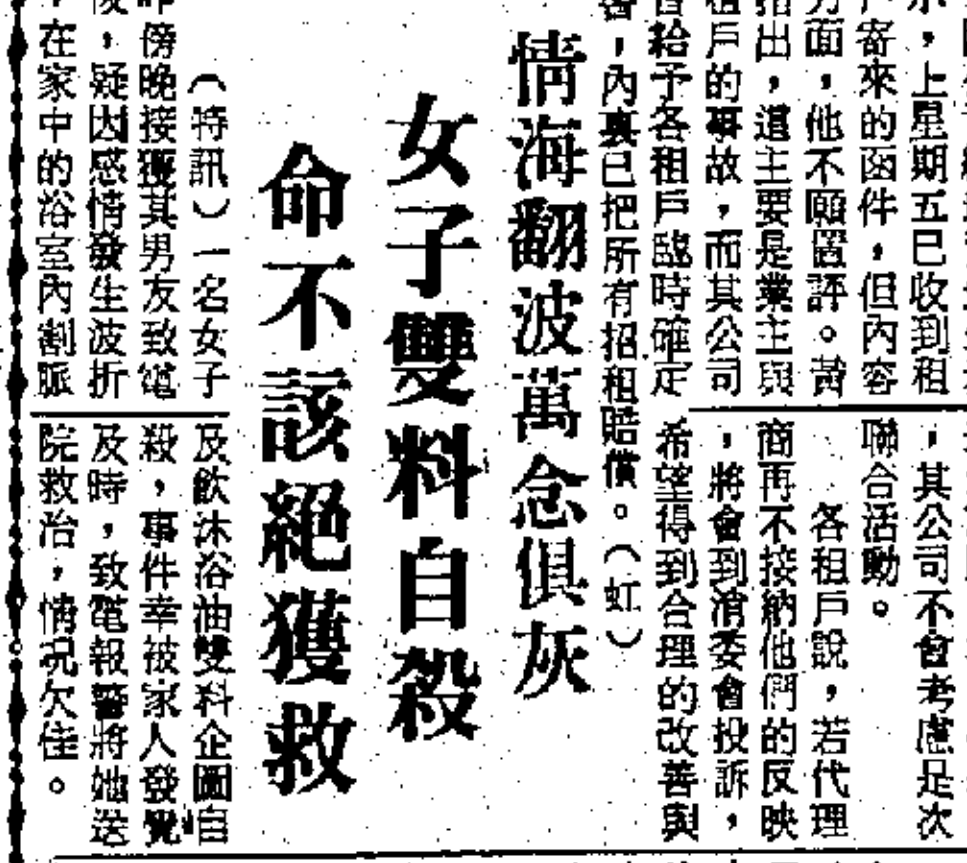 ，上星期五已收到租
戶寄來的函件，但內容
方面，他不願置評。
指出，這主要是業主與
租戶的事故，而其公司
曾給予各租戶臨時確定
，內裏已把所有招租
，其公司不會考慮是次
聯合活動。
各租戶說，若代理
商再不接納他們的反映
，將會到消委會投訴，
希望得到合理的改善與
賠償。（虹）
情海翻波萬念俱灰
女子雙料自殺
命不該絕獲救
（特訊）一名女子
昨傍晚接獲其男友致電
後，疑因感情發生波折
，在家中的浴室內割脈
及飲沐浴油雙料企圖自
殺，事件幸被家人發覺
及時，致電報警將她送
院救治，情況欠佳。